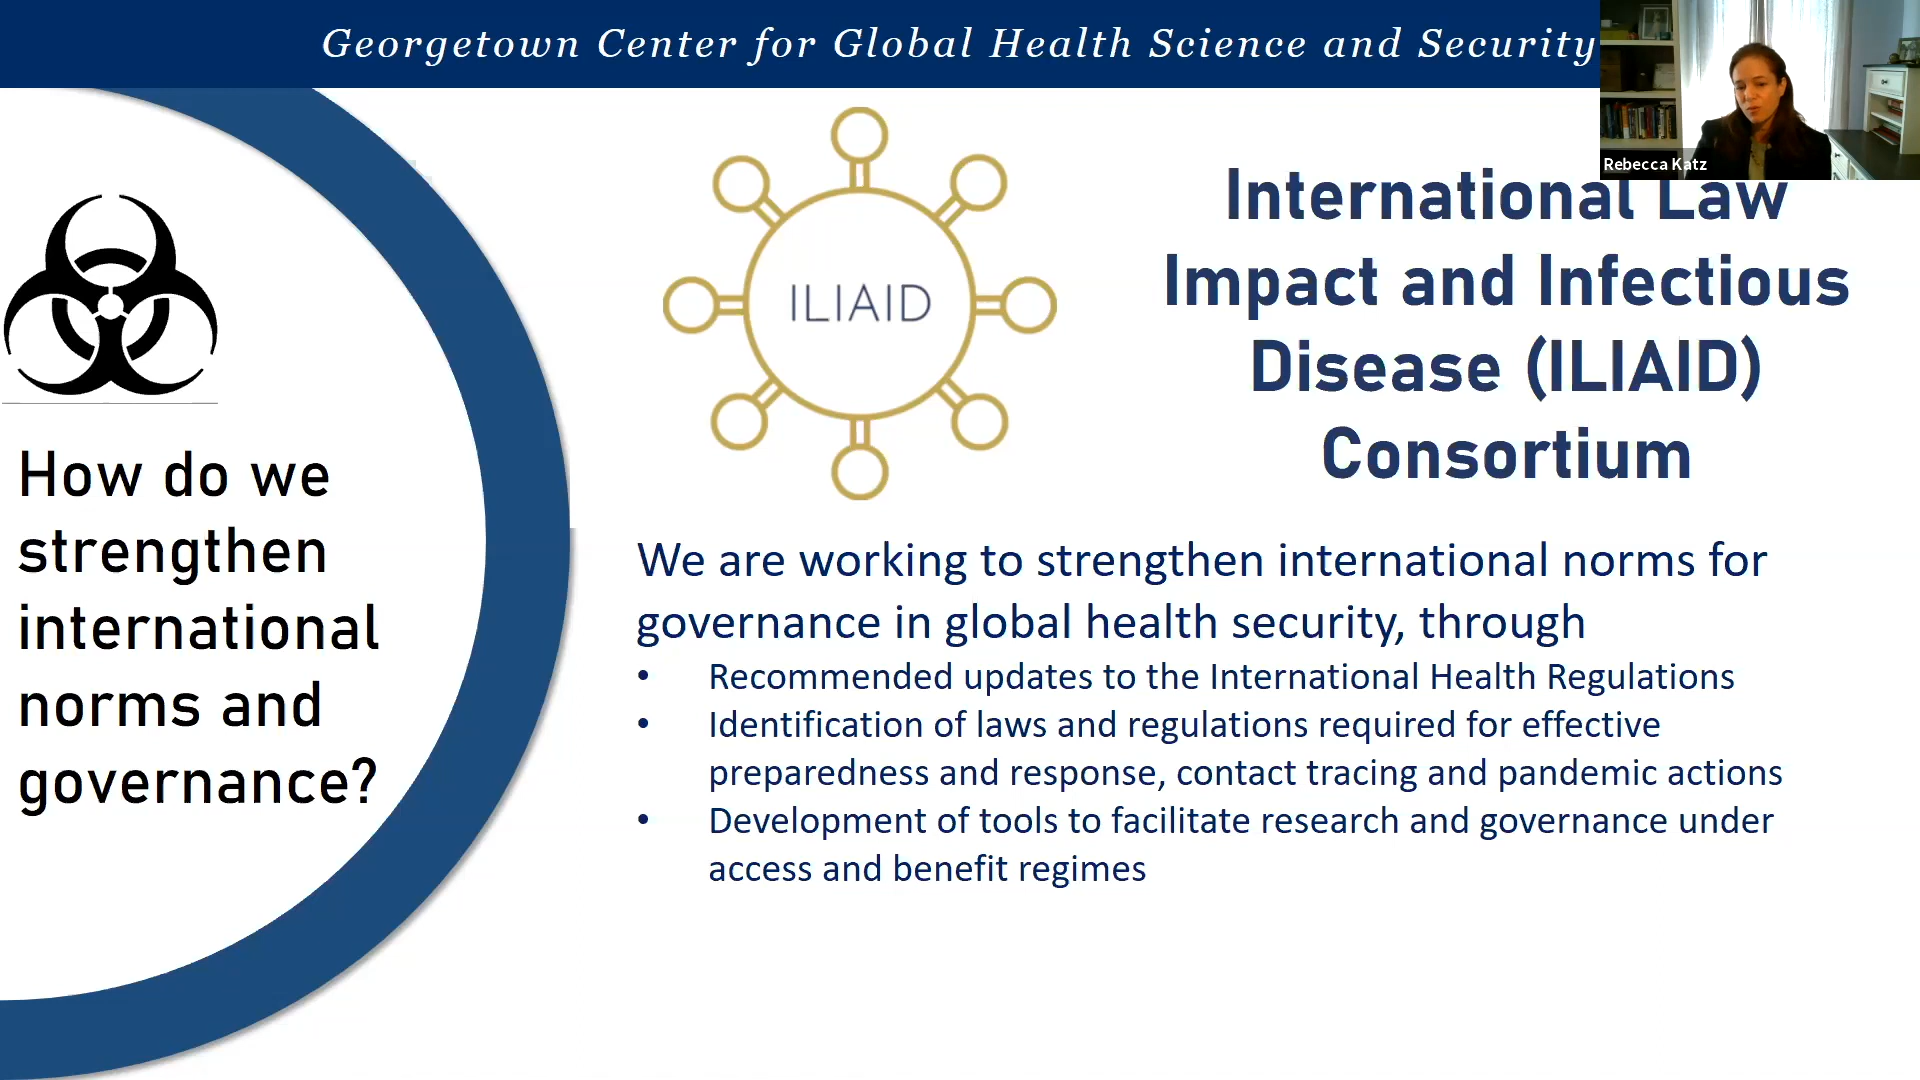 Georgetown Center for Global Health Science and Security
Rebecca Katz
How do we
strengthen
international
norms and
governance?
ILIAID
International Law
Impact and Infectious
Disease (ILIAID)
Consortium
We are working to strengthen international norms for
governance in global health security, through
• Recommended updates to the International Health Regulations
• Identification of laws and regulations required for effective
preparedness and response, contact tracing and pandemic actions
• Development of tools to facilitate research and governance under
access and benefit regimes